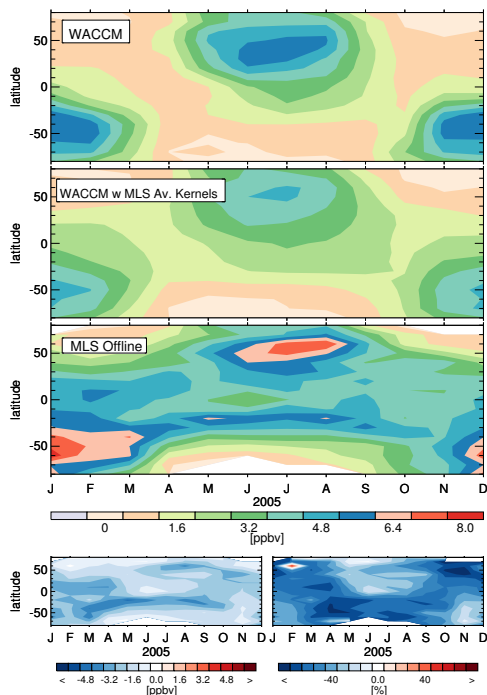 WACCM
50
0
-50
latitude
WACCM w MLS Av. Kernels
50
0
-50
latitude
MLS Offline
50
0
-50
latitude
J F M A M J J A S O N D
2005
0 1.6 3.2 4.8 6.4 8.0
[ppbv]
50
0
-50
latitude
J F M A M J J A S O N D J F M A M J J A S O N D
2005 2005
< -4.8 -3.2 -1.6 0.0 1.6 3.2 4.8 > < -40 0.0 40 >
[ppbv] [%]